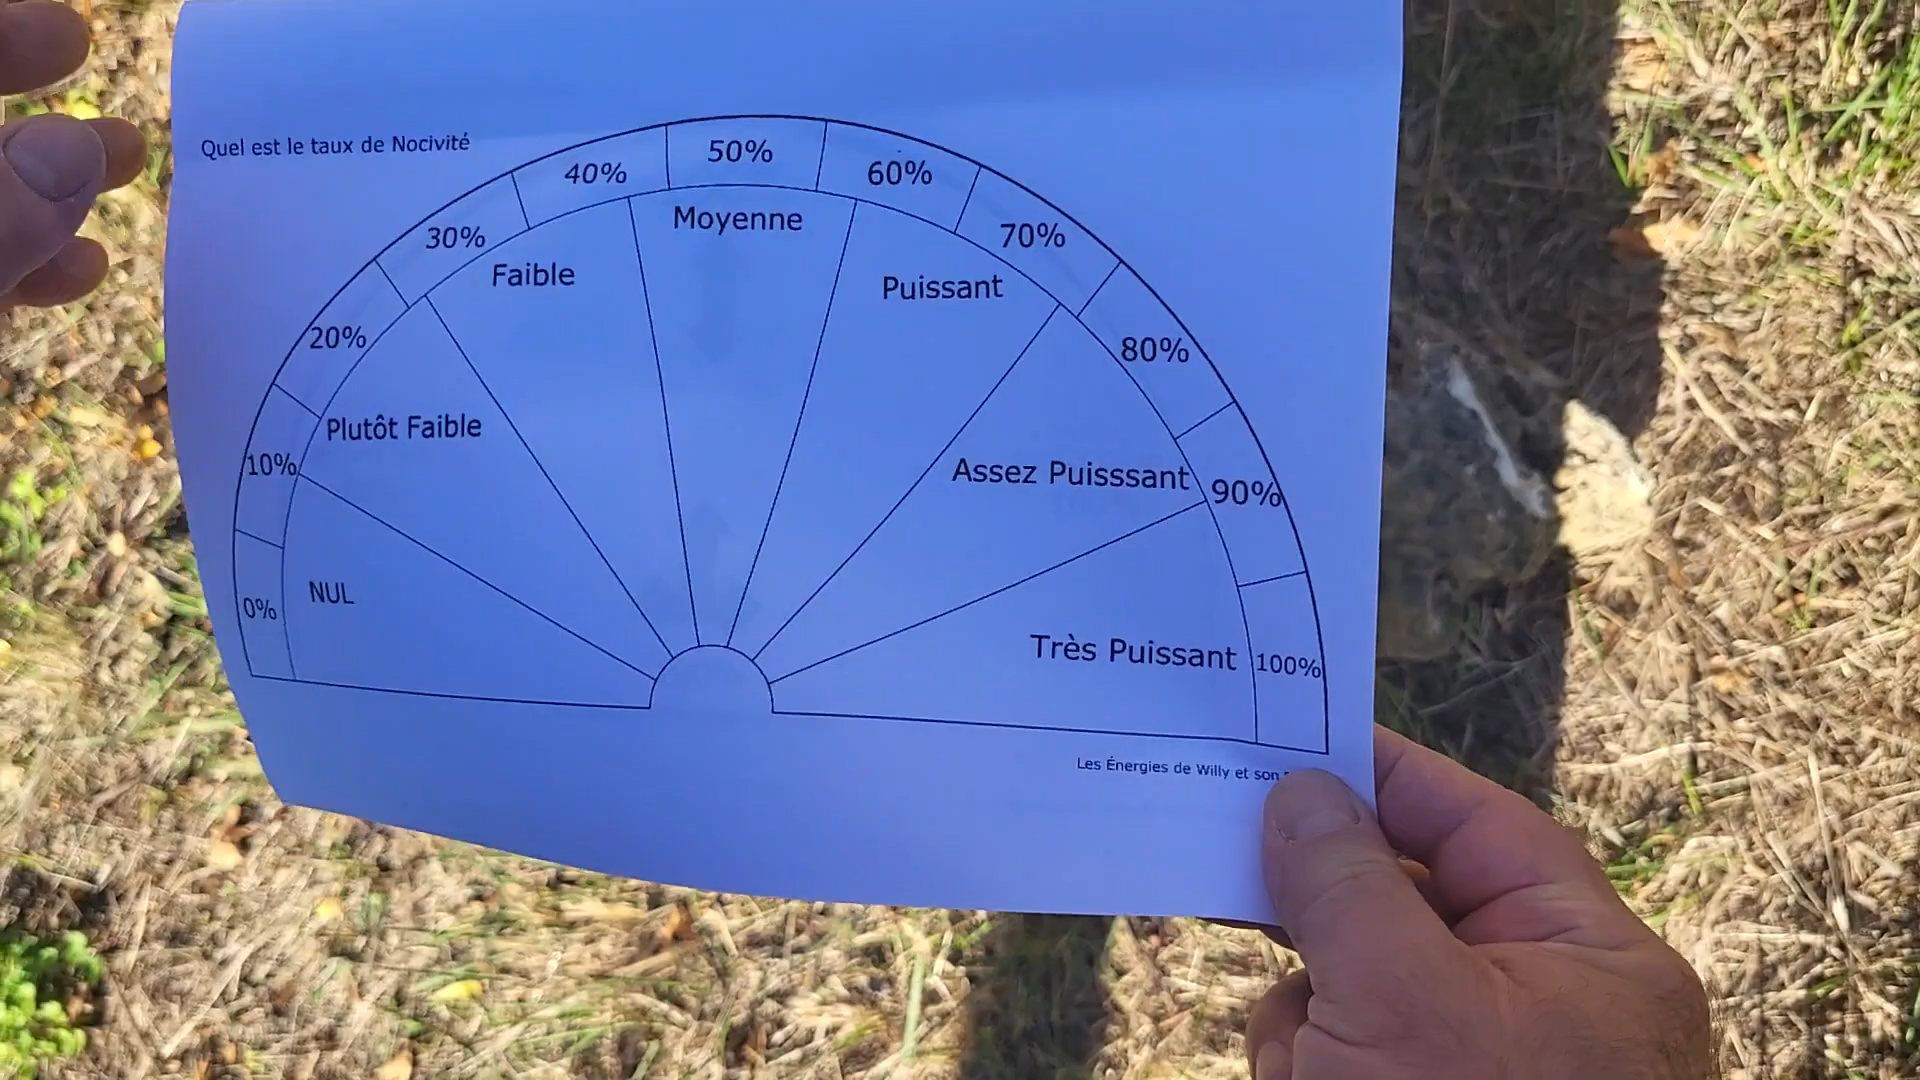 Quel est le taux de Nocivité
0%
10%
20%
30%
40%
50%
60%
70%
80%
90%
100%
NUL
Plutôt Faible
Faible
Moyenne
Puissant
Assez Puisssant
Très Puissant
Les Énergies de Willy et son